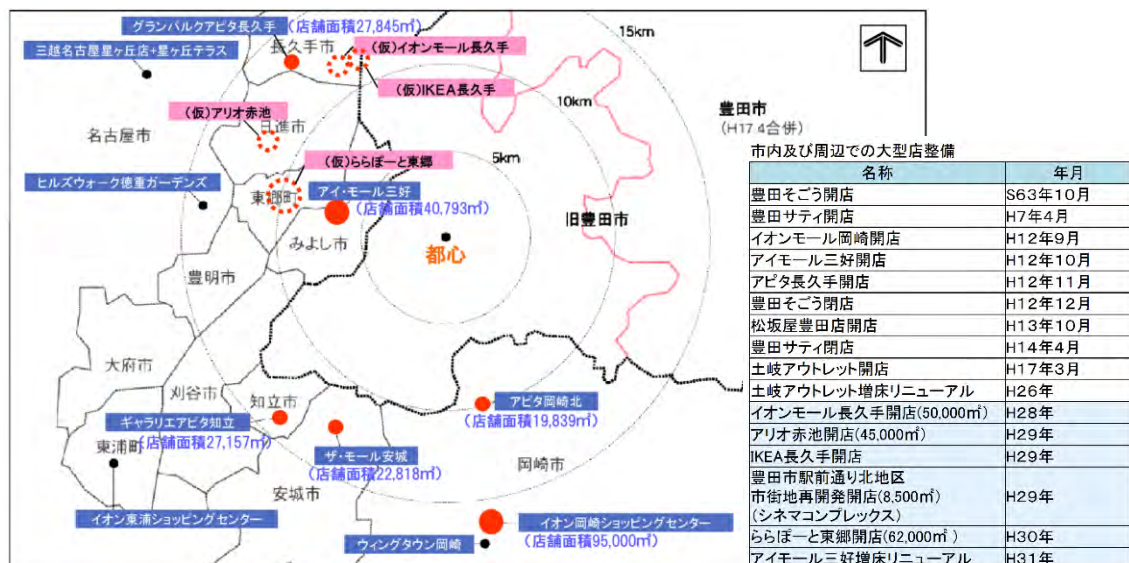 グランパルクアピタ長久手
(店舗面積27,845㎡)
15km
三越名古屋星ヶ丘店+星ヶ丘テラス
長久手市
(仮)イオンモール長久手
(仮)IKEA長久手
10km
豊田市
(H17.4合併)
(仮)アリオ赤池
名古屋市
日進市
5km
(仮)ららぽーと東郷
ヒルズウォーク徳重ガーデンズ
東郷町
アイ・モール三好
(店舗面積40,793㎡)
旧豊田市
みよし市
都心
豊明市
大府市
刈谷市
知立市
アピタ岡崎北
(店舗面積19,839㎡)
ギャラリエアピタ知立
(店舗面積27,157㎡)
東浦町
ザ・モール安城
(店舗面積22,818㎡)
岡崎市
安城市
イオン東浦ショッピングセンター
イオン岡崎ショッピングセンター
(店舗面積95,000㎡)
ウィングタウン岡崎
市内及び周辺での大型店整備
名称 年月
豊田そごう開店 S63年10月
豊田サティ開店 H7年4月
イオンモール岡崎開店 H12年9月
アイモール三好開店 H12年10月
アピタ長久手開店 H12年11月
豊田そごう閉店 H12年12月
松坂屋豊田店開店 H13年10月
豊田サティ閉店 H14年4月
土岐アウトレット開店 H17年3月
土岐アウトレット増床リニューアル H26年
イオンモール長久手開店(50,000㎡) H28年
アリオ赤池開店(45,000㎡) H29年
IKEA長久手開店 H29年
豊田市駅前通り北地区
市街地再開発開店(8,500㎡) H29年
(シネマコンプレックス)
ららぽーと東郷開店(62,000㎡) H30年
アイモール三好増床リニューアル H31年